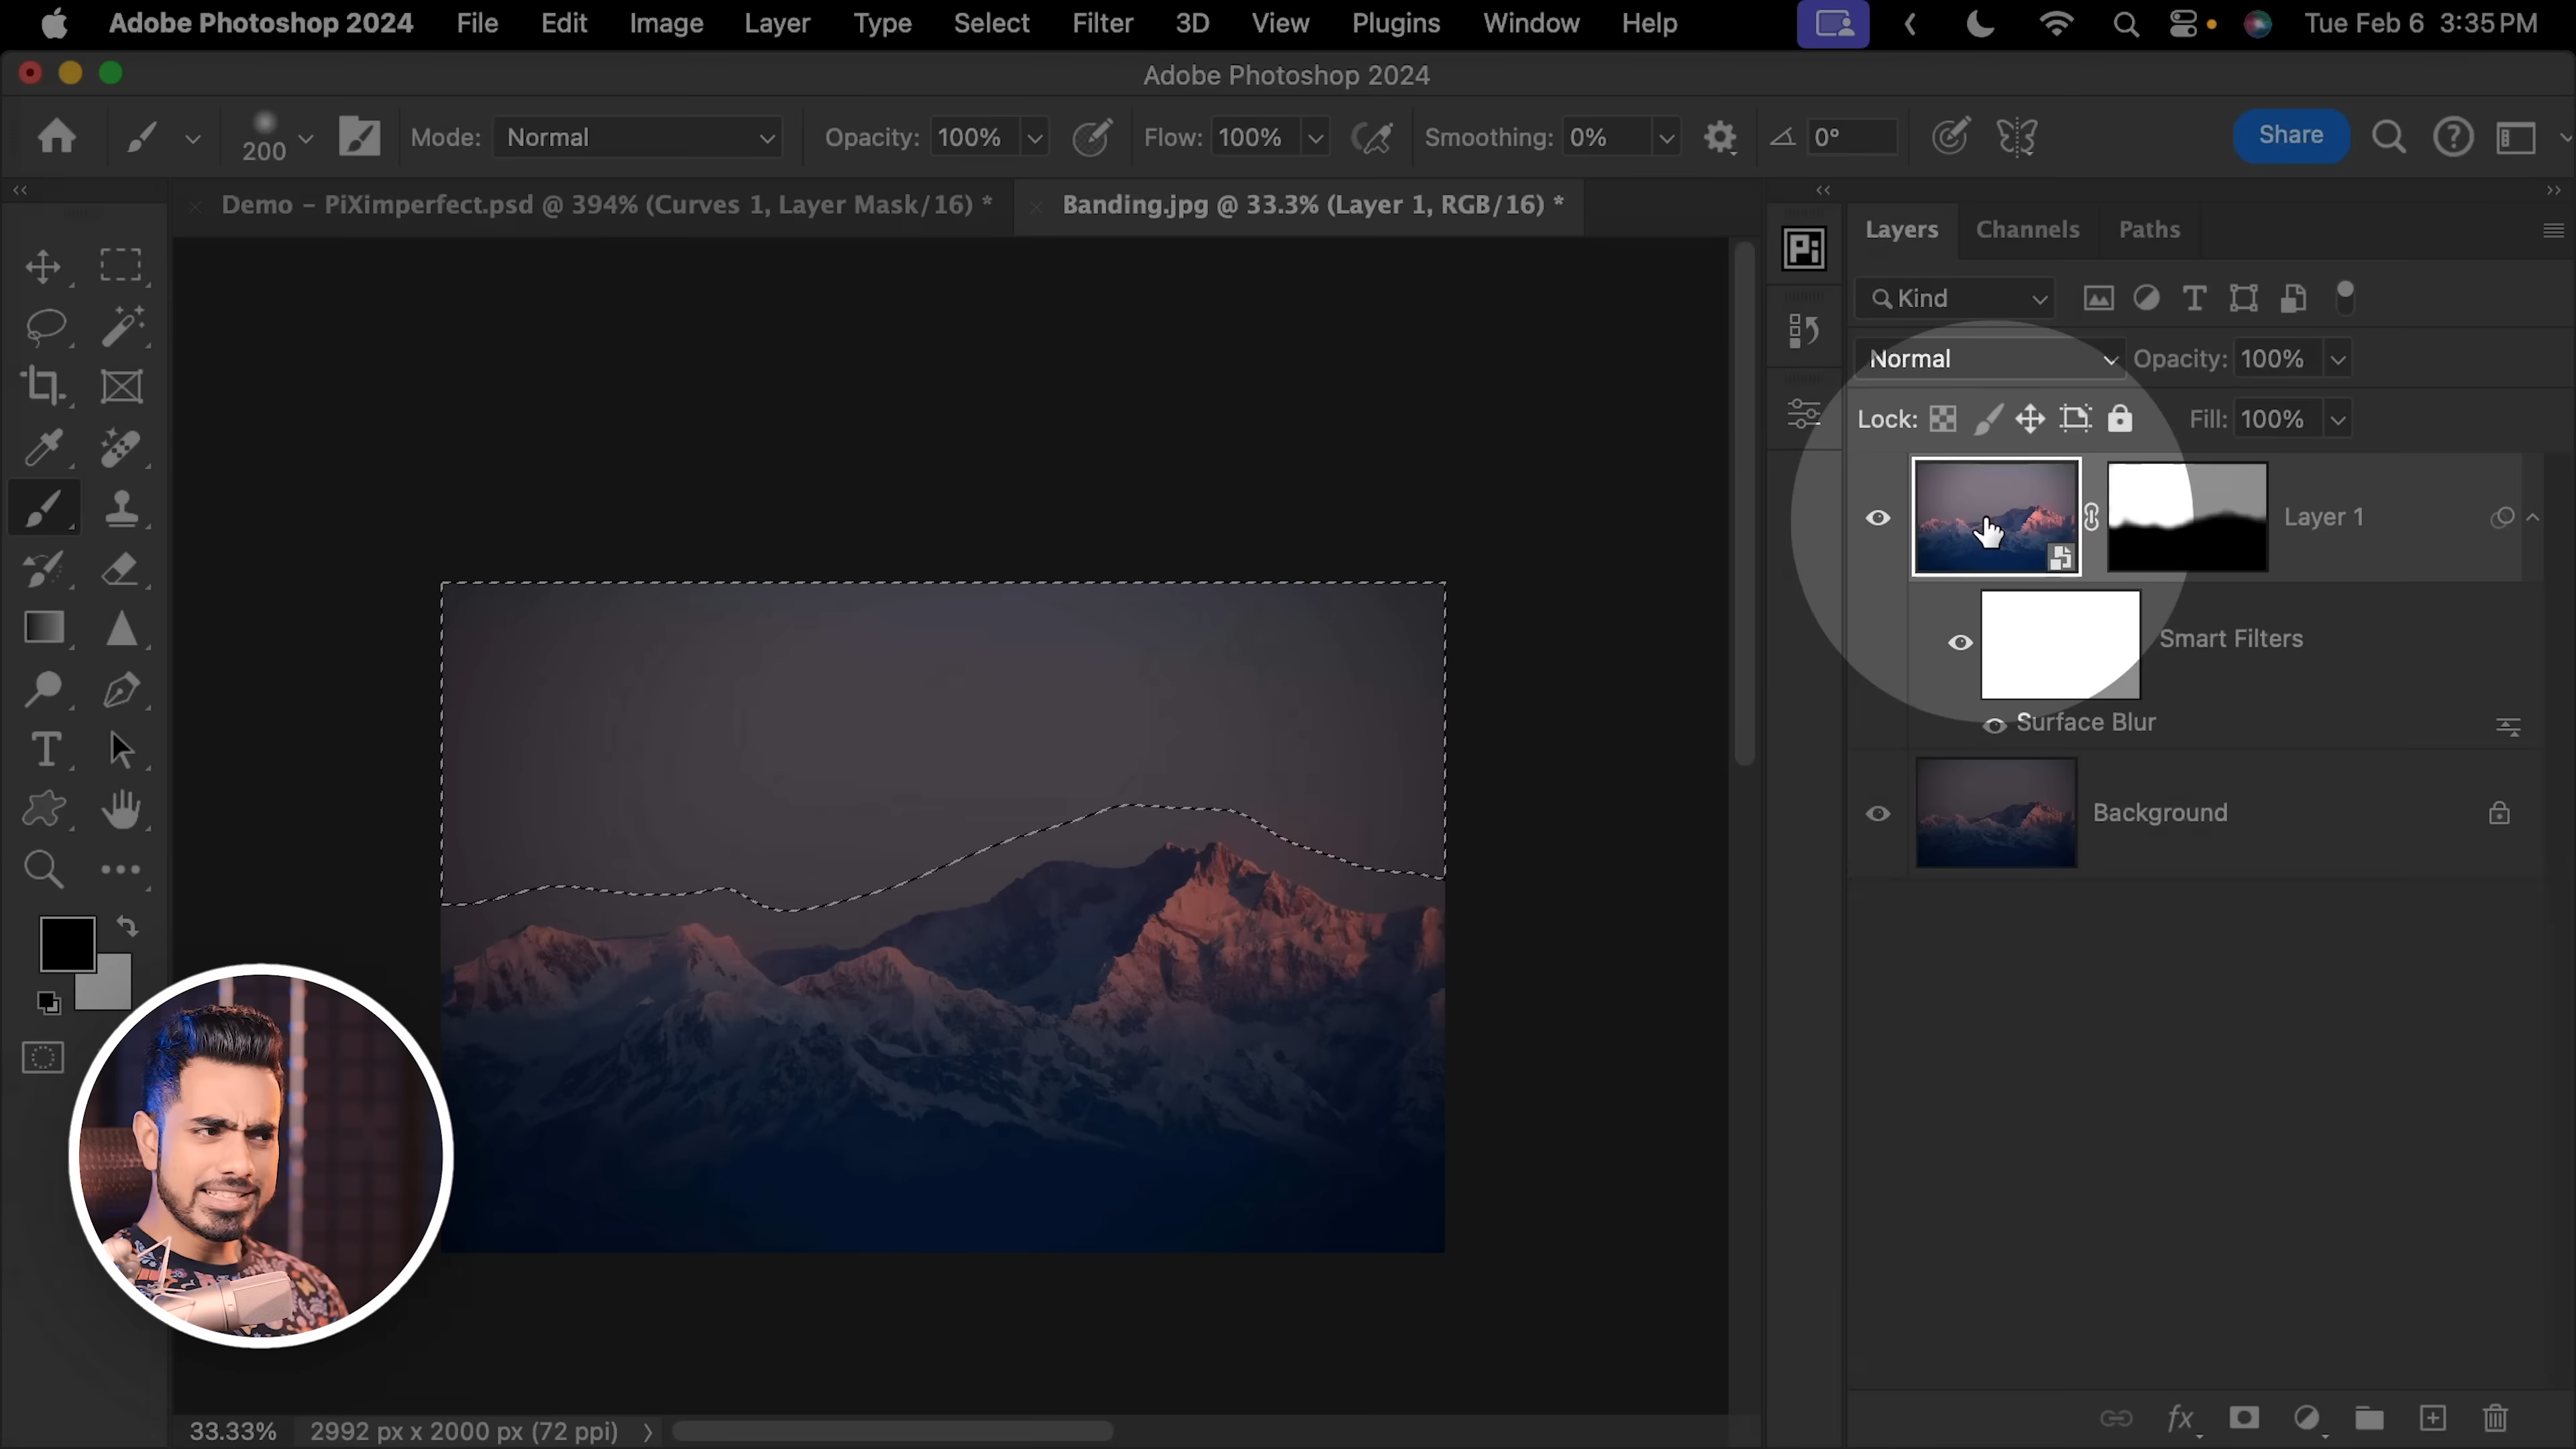 Adobe Photoshop 2024 File Edit Image Layer Type Select Filter 3D View Plugins Window Help Tue Feb 6 3:35 PM
Adobe Photoshop 2024
200 Mode: Normal Opacity: 100% Flow: 100% Smoothing: 0% 0° Share
Demo – PiXimperfect.psd @ 394% (Curves 1, Layer Mask/16) * Banding.jpg @ 33.3% (Layer 1, RGB/16) *
Layers Channels Paths
Pi
Kind
Normal Opacity: 100%
Lock: Fill: 100%
Layer 1
Smart Filters
Surface Blur
Background
33.33% 2992 px x 2000 px (72 ppi)
fx